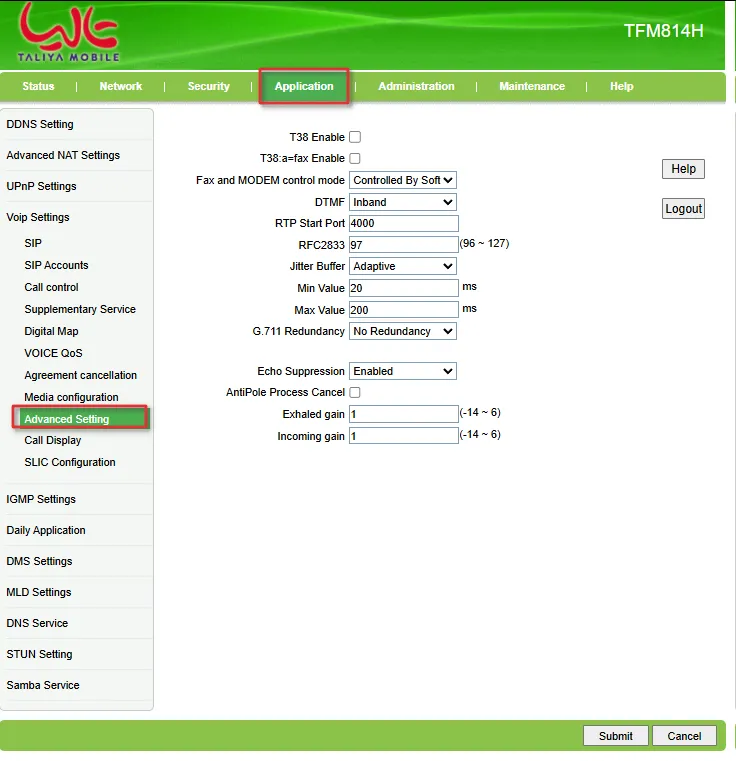 TALIYA MOBILE
TFM814H
Status | Network | Security | Application | Administration | Maintenance | Help
DDNS Setting
Advanced NAT Settings
UPnP Settings
Voip Settings
SIP
SIP Accounts
Call control
Supplementary Service
Digital Map
VOICE QoS
Agreement cancellation
Media configuration
Advanced Setting
Call Display
SLIC Configuration
IGMP Settings
Daily Application
DMS Settings
MLD Settings
DNS Service
STUN Setting
Samba Service
T38 Enable
T38:a=fax Enable
Fax and MODEM control mode Controlled By Soft
DTMF Inband
RTP Start Port 4000
RFC2833 97 (96 ~ 127)
Jitter Buffer Adaptive
Min Value 20 ms
Max Value 200 ms
G.711 Redundancy No Redundancy
Echo Suppression Enabled
AntiPole Process Cancel
Exhaled gain 1 (-14 ~ 6)
Incoming gain 1 (-14 ~ 6)
Help
Logout
Submit Cancel